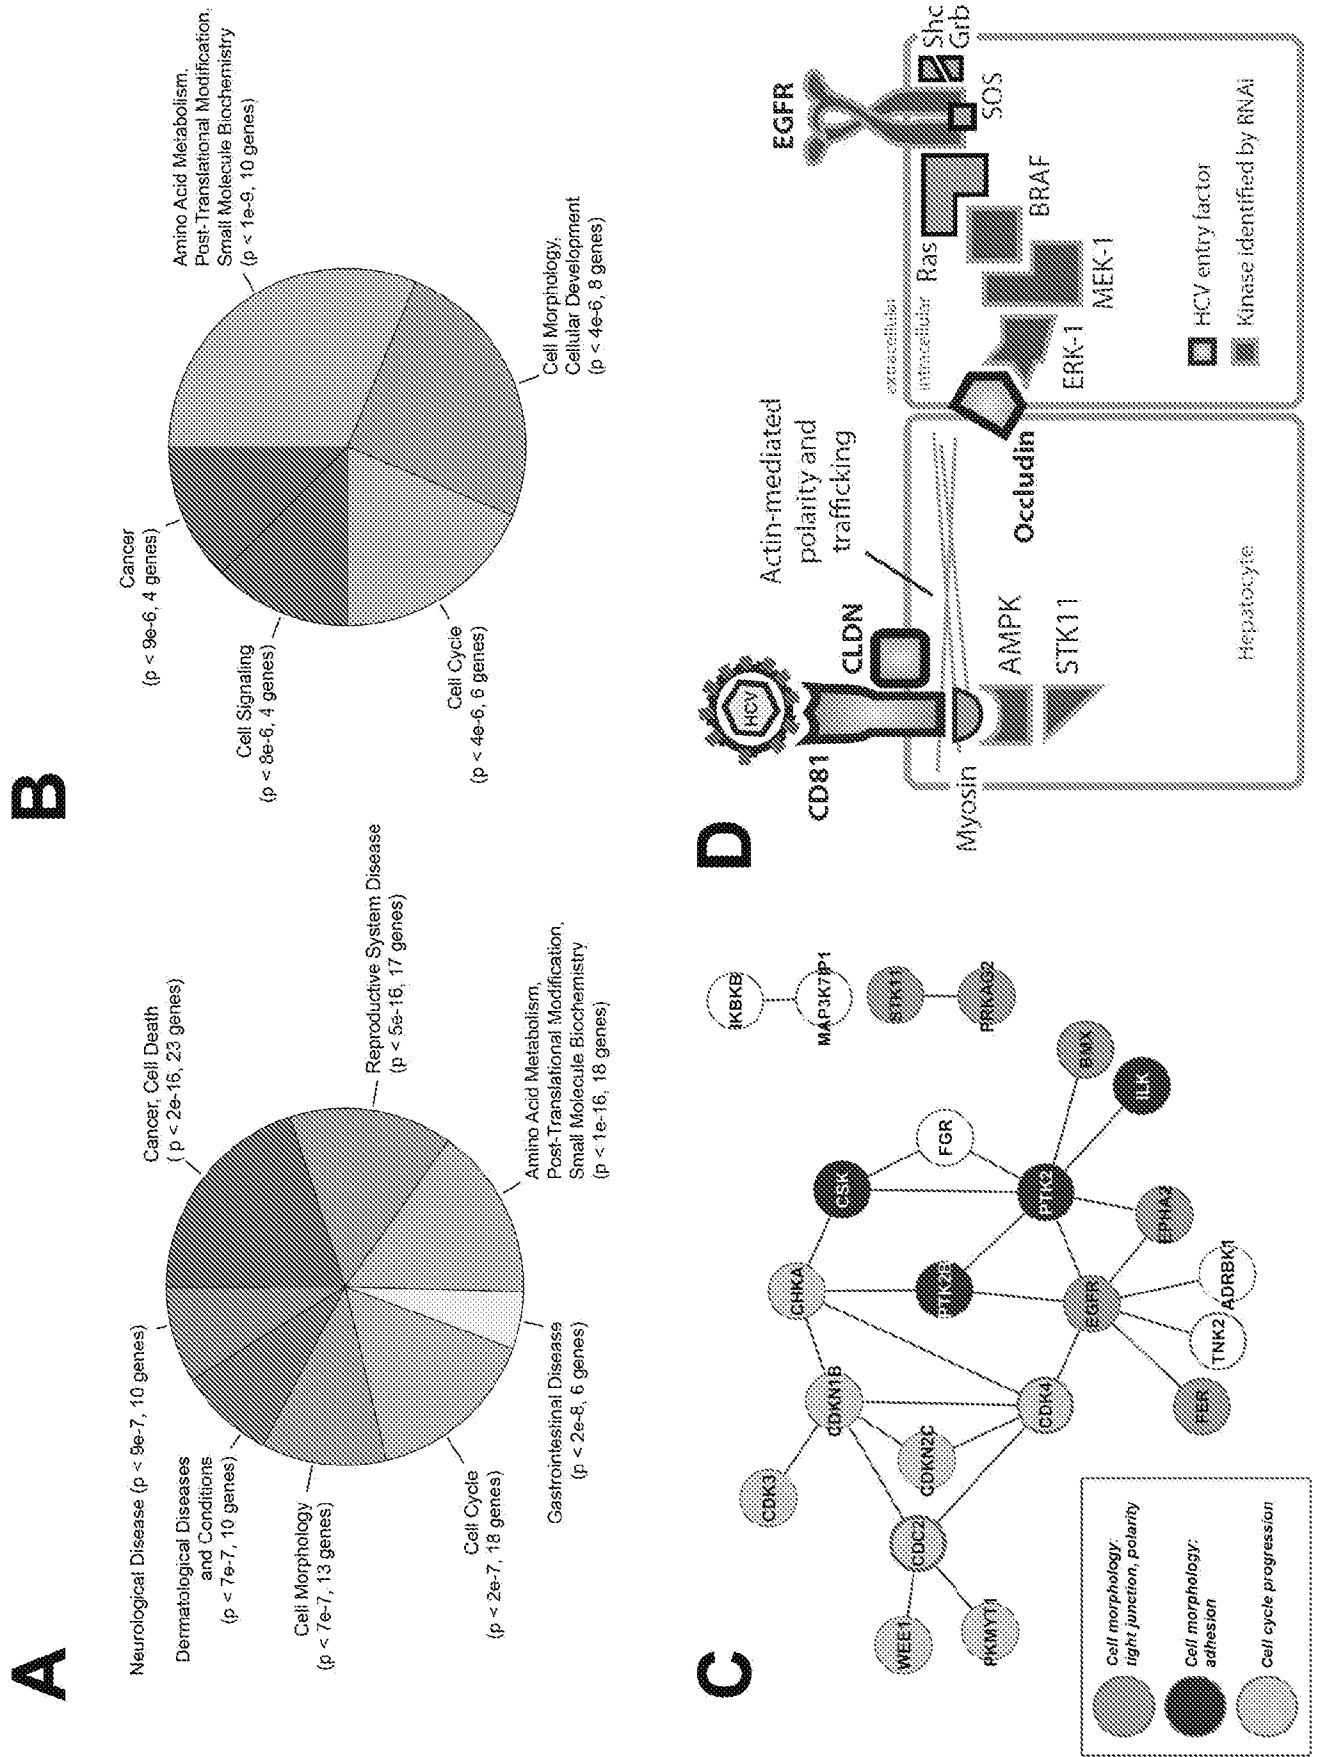 A
Neurological Disease (p < 9e-7, 10 genes)
Dermatological Diseases
and Conditions
(p < 7e-7, 10 genes)
Cell Morphology
(p < 7e-7, 13 genes)
Cell Cycle
(p < 2e-7, 18 genes)
Gastrointestinal Disease
(p < 2e-8, 6 genes)
Amino Acid Metabolism,
Post-Translational Modification,
Small Molecule Biochemistry
(p < 1e-16, 18 genes)
Reproductive System Disease
(p < 5e-16, 17 genes)
Cancer, Cell Death
( p < 2e-16, 23 genes)
B
Cancer
(p < 9e-6, 4 genes)
Cell Signaling
(p < 8e-6, 4 genes)
Cell Cycle
(p < 4e-6, 6 genes)
Cell Morphology,
Cellular Development
(p < 4e-6, 8 genes)
Amino Acid Metabolism,
Post-Translational Modification,
Small Molecule Biochemistry
(p < 1e-9, 10 genes)
C
IKBKB
MAP3K7IP1
STK11
PRKAG2
CDK3
CHKA
CSK
FGR
CDKN1B
CDKN2C
PTK2B
PTK2
BMX
ILK
WEE1
CDC2
PKMYT1
CDK4
EGFR
EPHA2
FER
TNK2
ADRBK1
Cell morphology:
tight junction, polarity
Cell morphology:
adhesion
Cell cycle progression
D
HCV
CD81
CLDN
Actin-mediated
polarity and
trafficking
Myosin
AMPK
STK11
Hepatocyte
Occludin
extracellular
intracellular
EGFR
Shc
Grb
SOS
Ras
BRAF
MEK-1
ERK-1
HCV entry factor
Kinase identified by RNAi